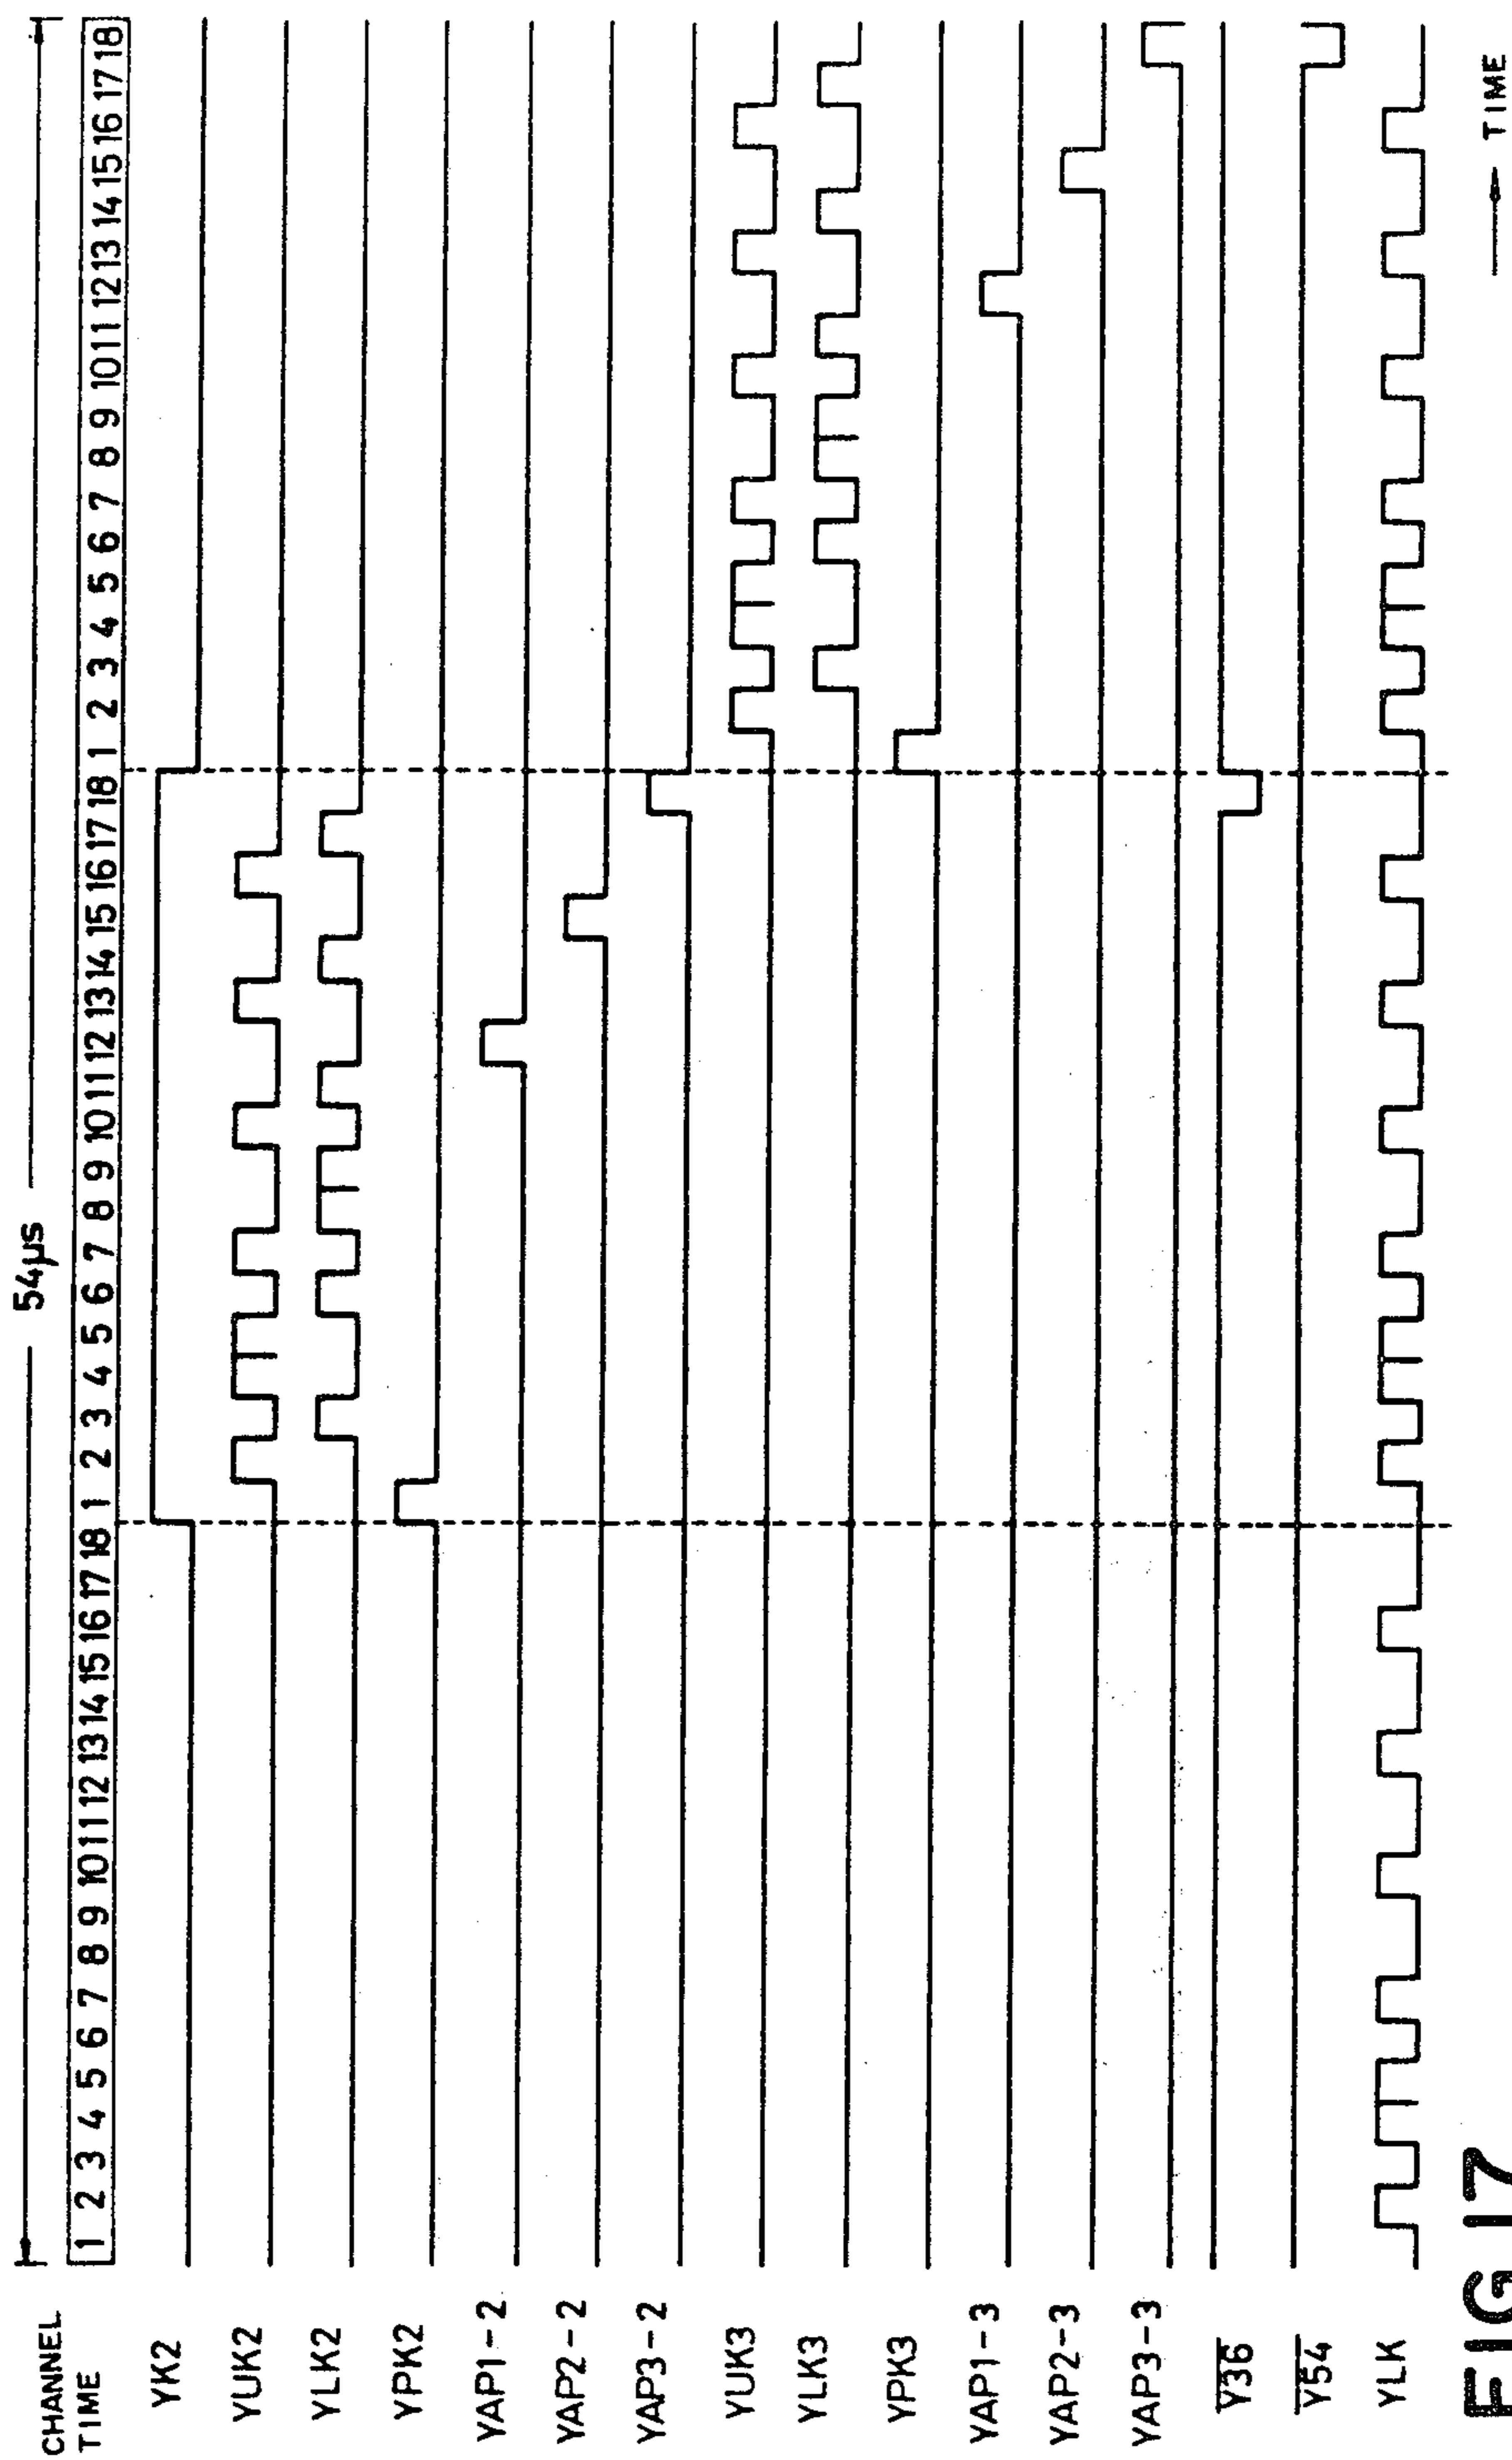 54μs
CHANNEL
TIME
1 2 3 4 5 6 7 8 9 10 11 12 13 14 15 16 17 18 1 2 3 4 5 6 7 8 9 10 11 12 13 14 15 16 17 18 1 2 3 4 5 6 7 8 9 10 11 12 13 14 15 16 17 18
YK2
YUK2
YLK2
YPK2
YAP1-2
YAP2-2
YAP3-2
YUK3
YLK3
YPK3
YAP1-3
YAP2-3
YAP3-3
Y̅3̅6̅
Y̅5̅4̅
YLK
TIME
FIG 17